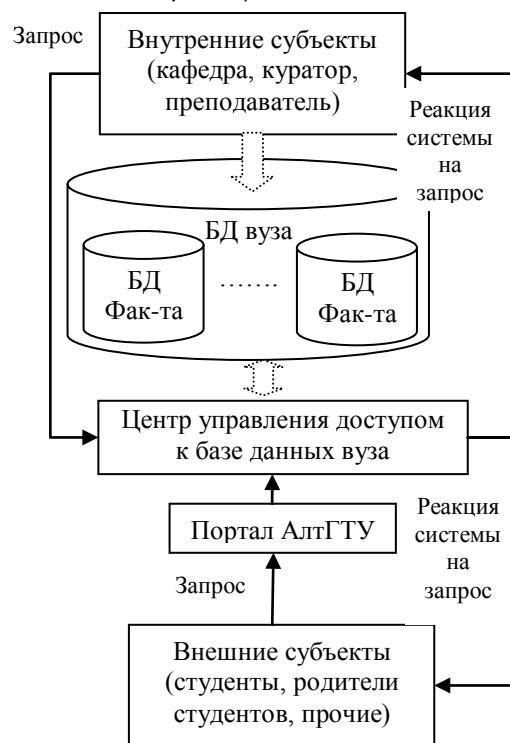 Запрос
Внутренние субъекты
(кафедра, куратор,
преподаватель)
Реакция
системы
на
запрос
БД вуза
БД
Фак-та
.......
БД
Фак-та
Центр управления доступом
к базе данных вуза
Портал АлтГТУ
Реакция
системы
на
запрос
Запрос
Внешние субъекты
(студенты, родители
студентов, прочие)